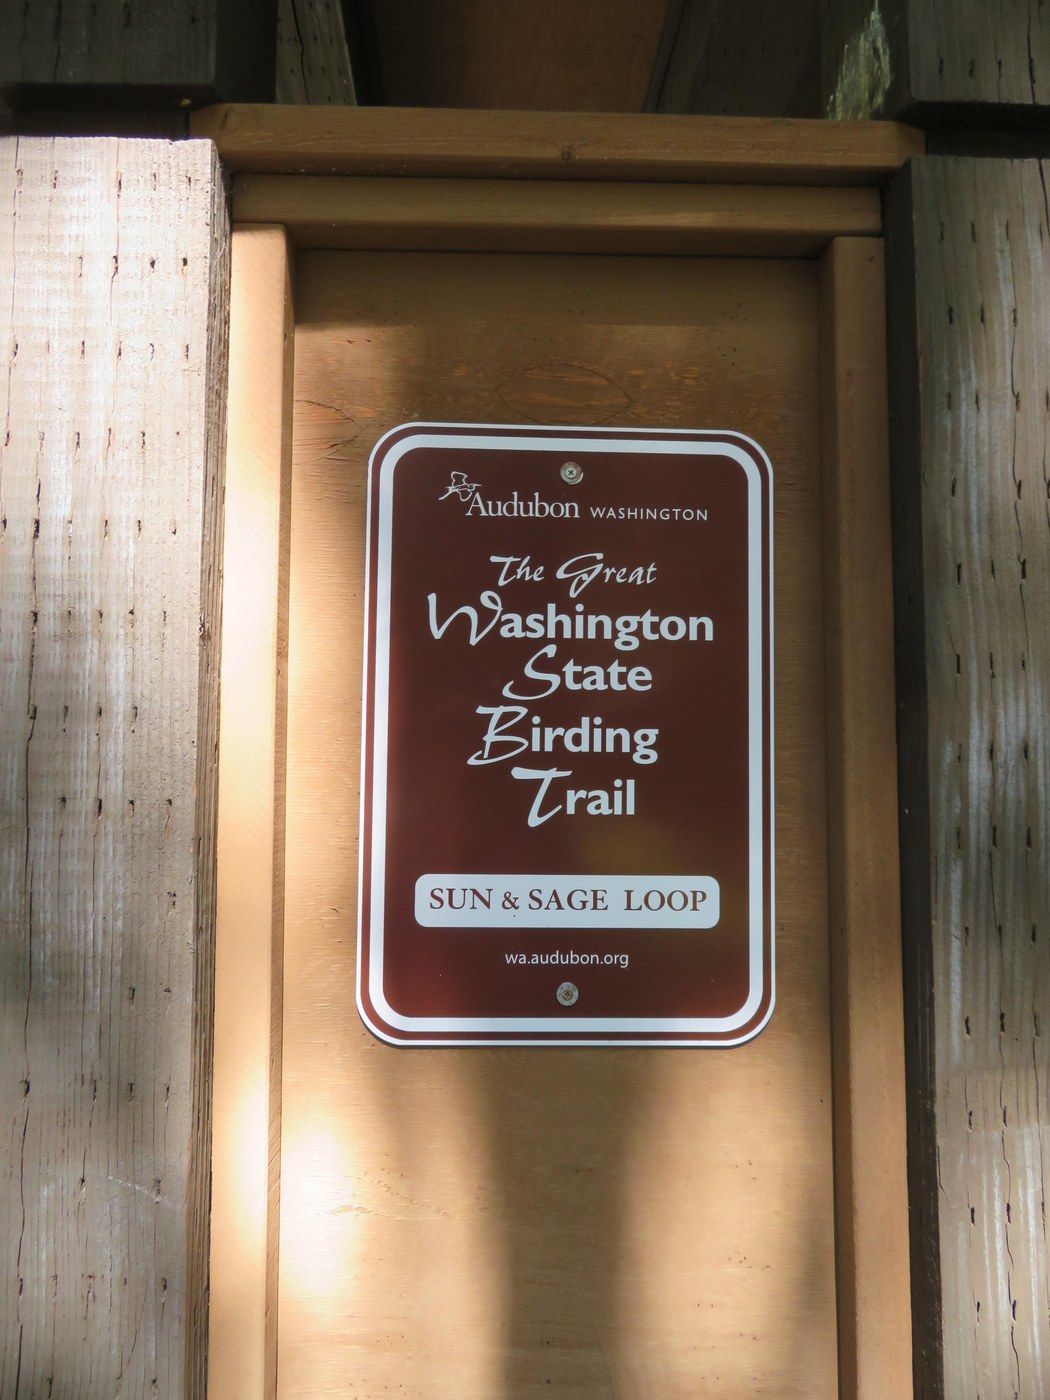 Audubon WASHINGTON
The Great
Washington
State
Birding
Trail
SUN & SAGE LOOP
wa.audubon.org